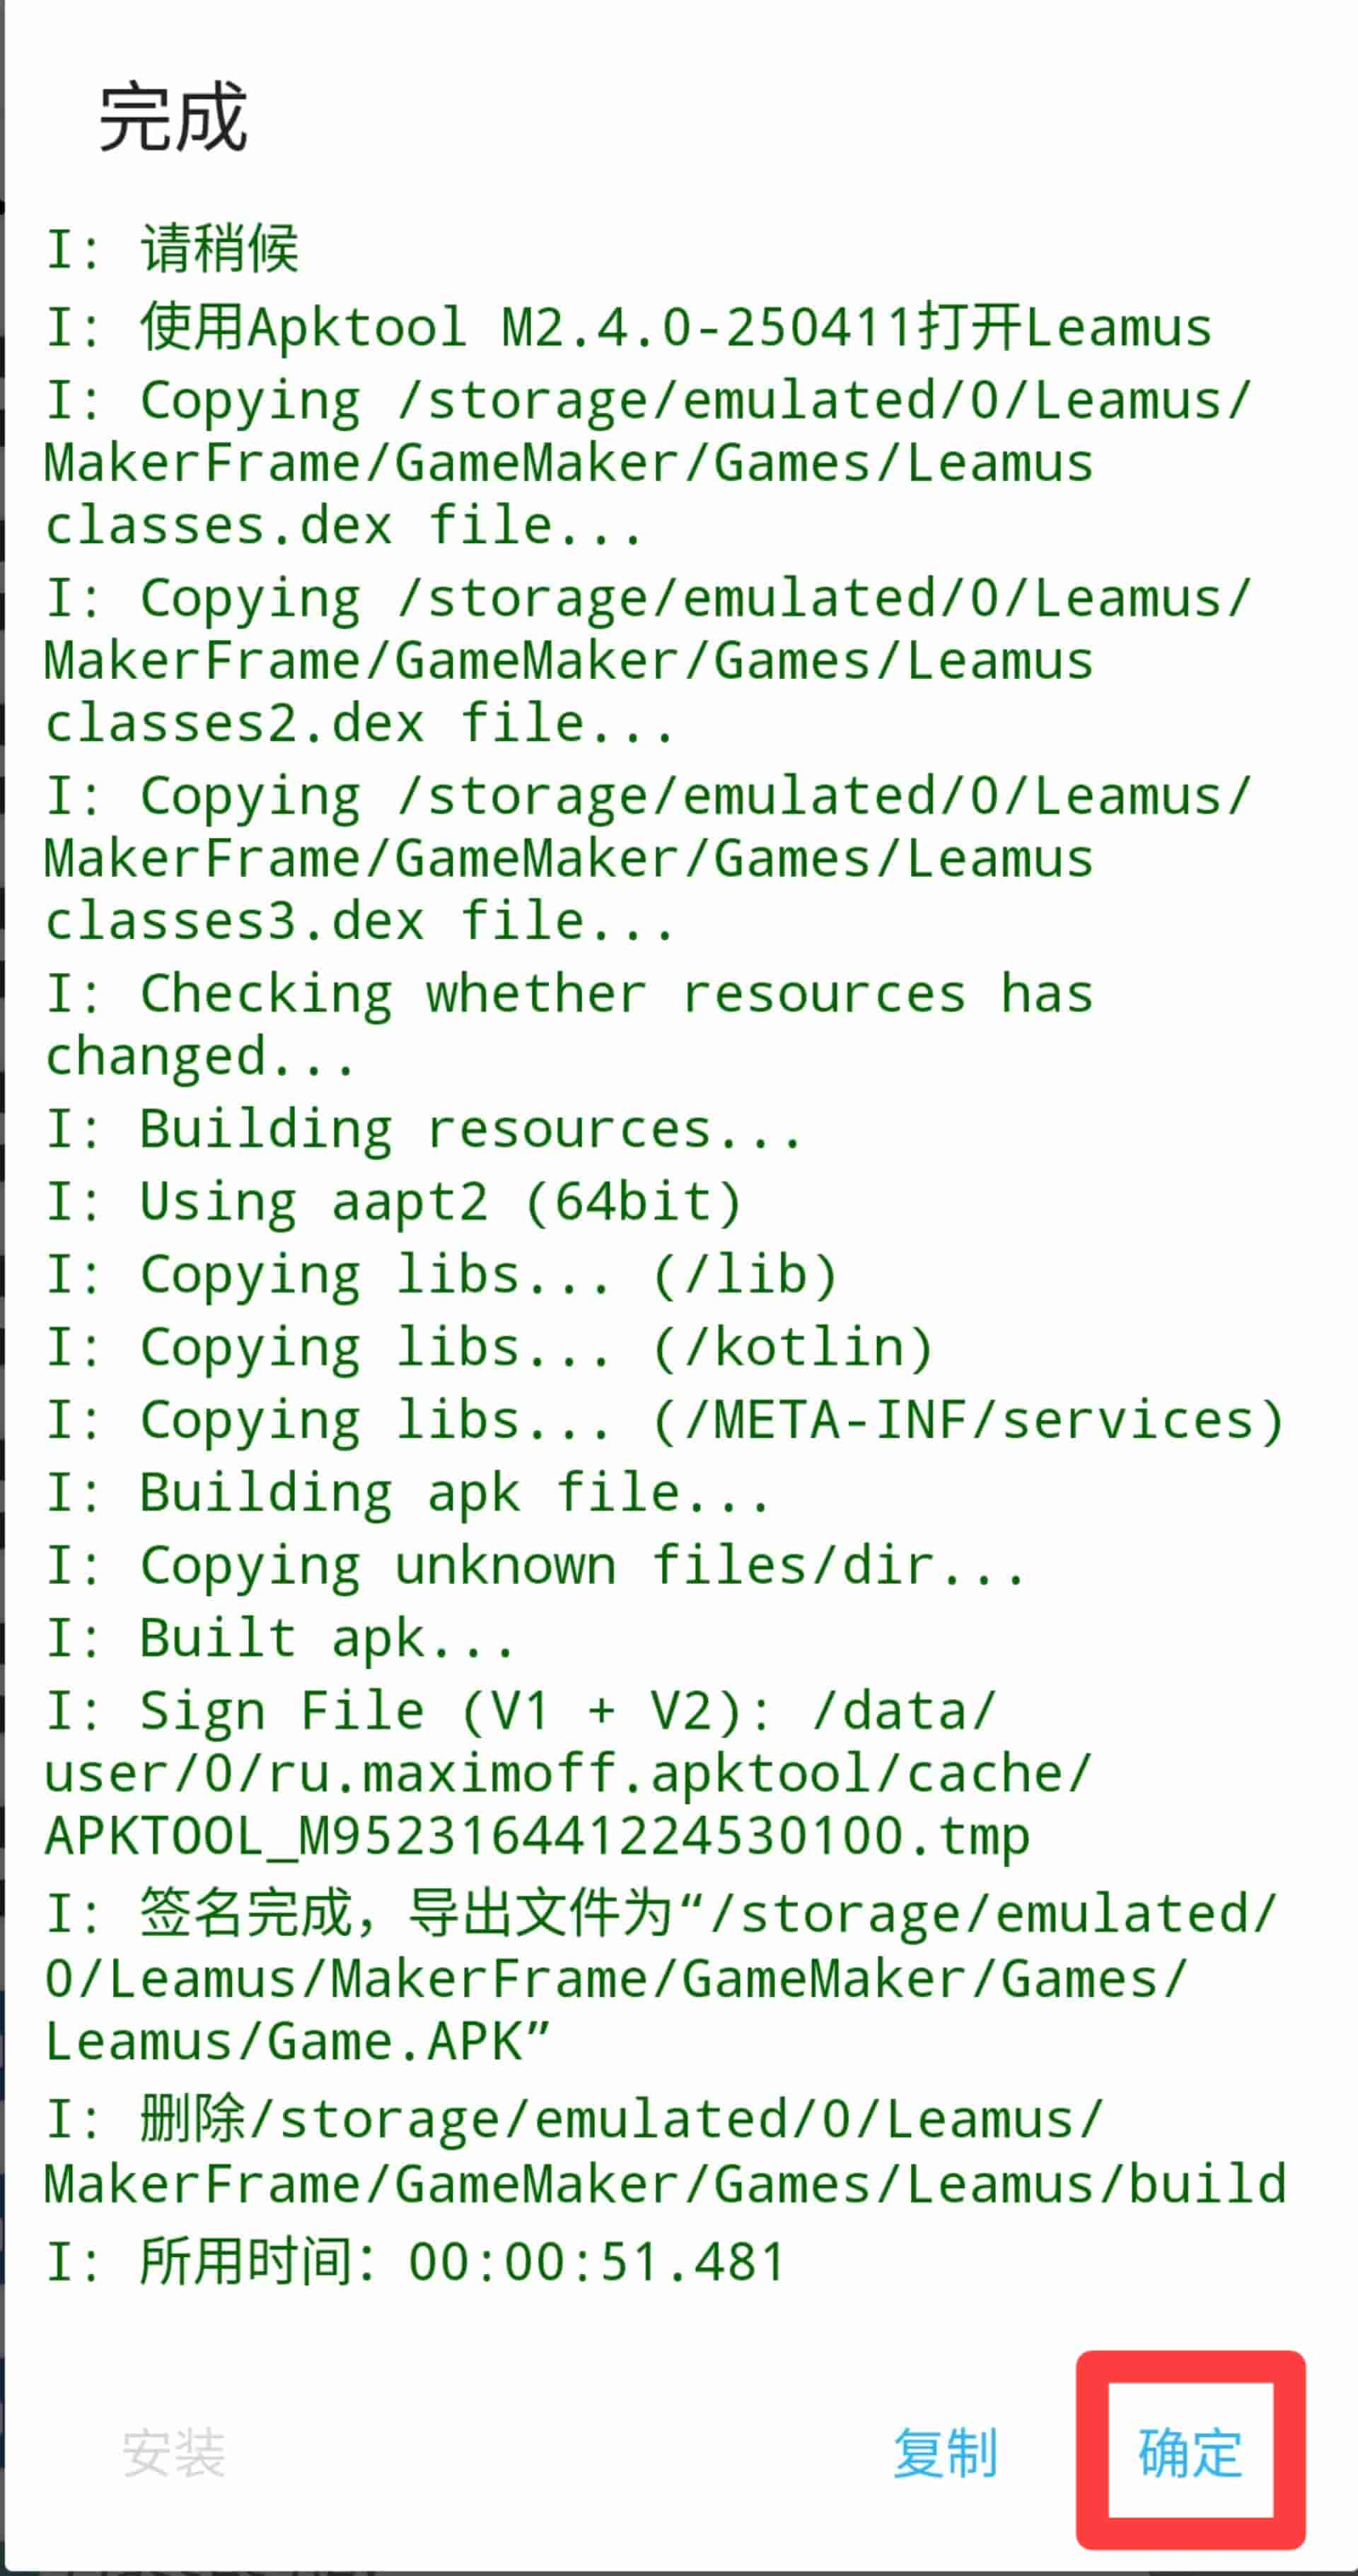 完成
I: 请稍候
I: 使用Apktool M2.4.0-250411打开Leamus
I: Copying /storage/emulated/0/Leamus/
MakerFrame/GameMaker/Games/Leamus
classes.dex file...
I: Copying /storage/emulated/0/Leamus/
MakerFrame/GameMaker/Games/Leamus
classes2.dex file...
I: Copying /storage/emulated/0/Leamus/
MakerFrame/GameMaker/Games/Leamus
classes3.dex file...
I: Checking whether resources has
changed...
I: Building resources...
I: Using aapt2 (64bit)
I: Copying libs... (/lib)
I: Copying libs... (/kotlin)
I: Copying libs... (/META-INF/services)
I: Building apk file...
I: Copying unknown files/dir...
I: Built apk...
I: Sign File (V1 + V2): /data/
user/0/ru.maximoff.apktool/cache/
APKTOOL_M952316441224530100.tmp
I: 签名完成，导出文件为“/storage/emulated/
0/Leamus/MakerFrame/GameMaker/Games/
Leamus/Game.APK”
I: 删除/storage/emulated/0/Leamus/
MakerFrame/GameMaker/Games/Leamus/build
I: 所用时间：00:00:51.481
安装 复制 确定